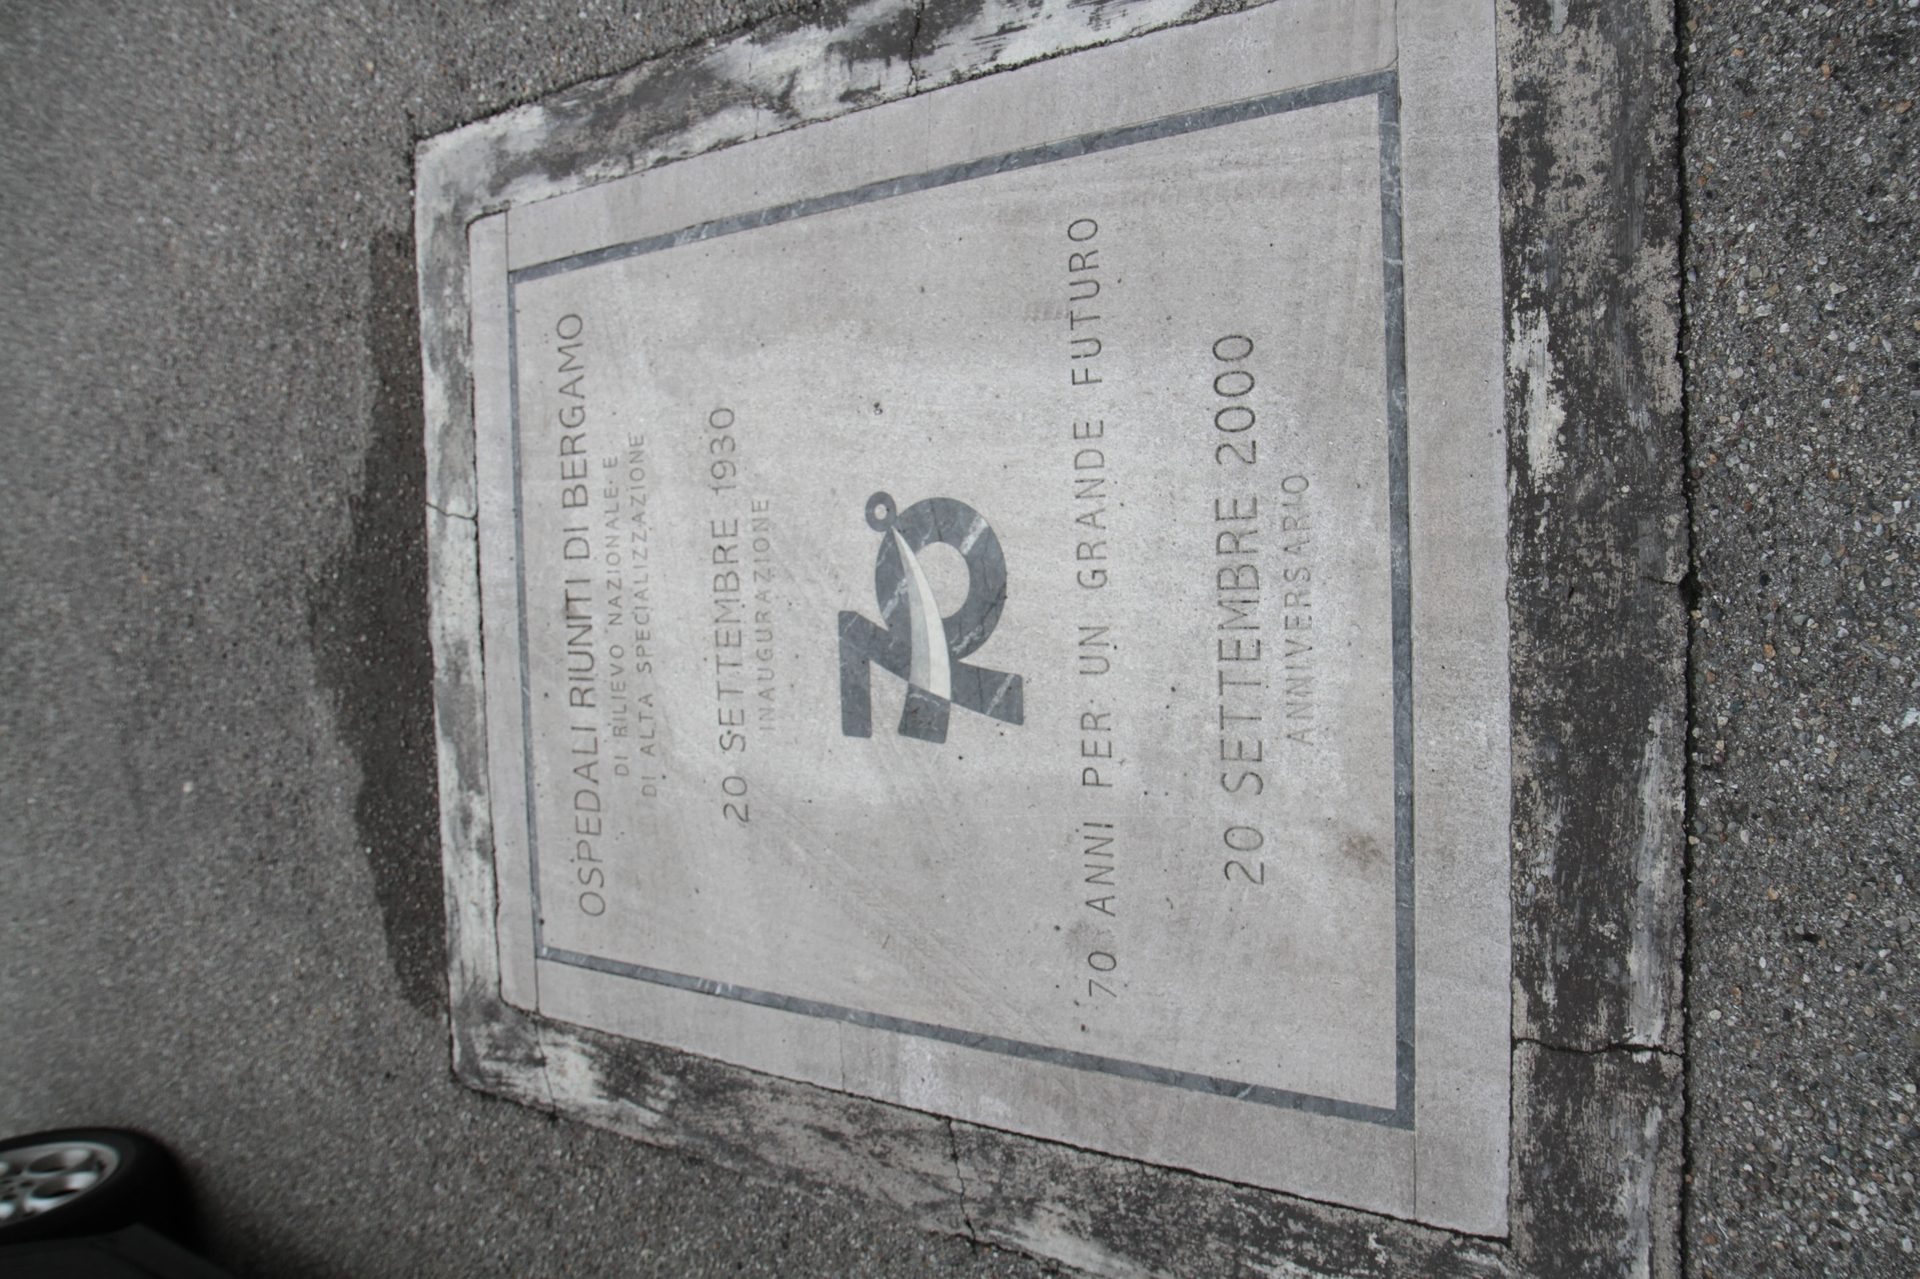 OSPEDALI RIUNITI DI BERGAMO
DI RILIEVO NAZIONALE E
DI ALTA SPECIALIZZAZIONE
20 SETTEMBRE 1930
INAUGURAZIONE
70
70 ANNI PER UN GRANDE FUTURO
20 SETTEMBRE 2000
ANNIVERSARIO